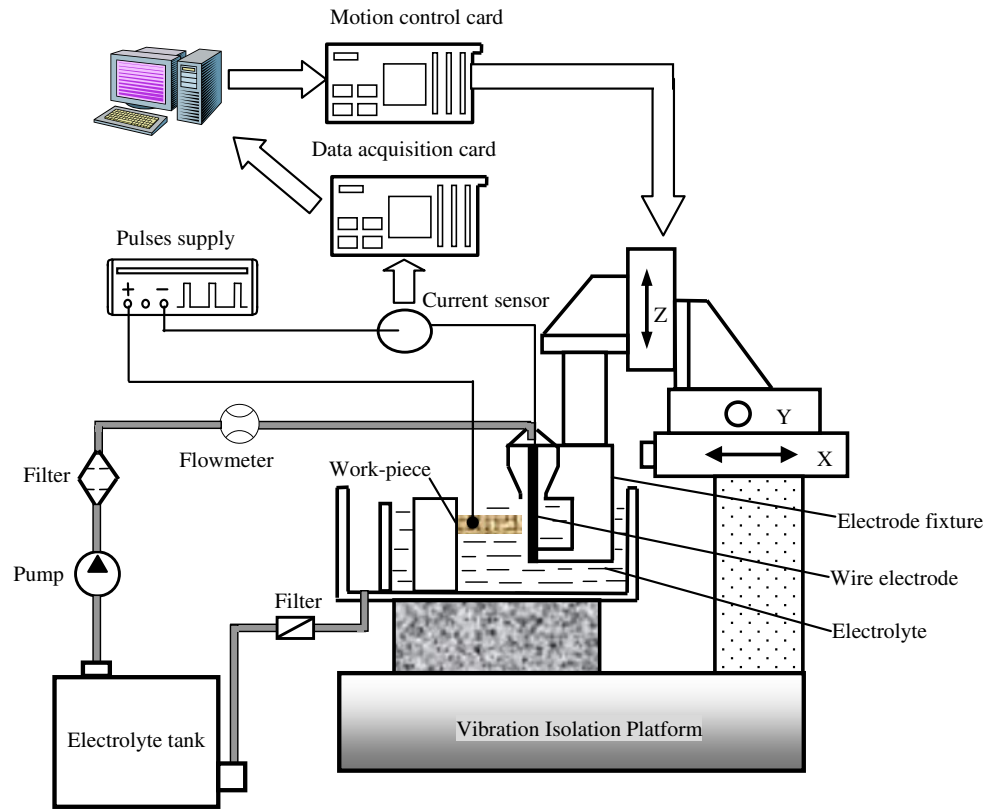 Motion control card
Data acquisition card
Pulses supply
+ −
Current sensor
Z
Y
X
Flowmeter
Filter
Work-piece
Electrode fixture
Pump
Wire electrode
Filter
Electrolyte
Electrolyte tank
Vibration Isolation Platform